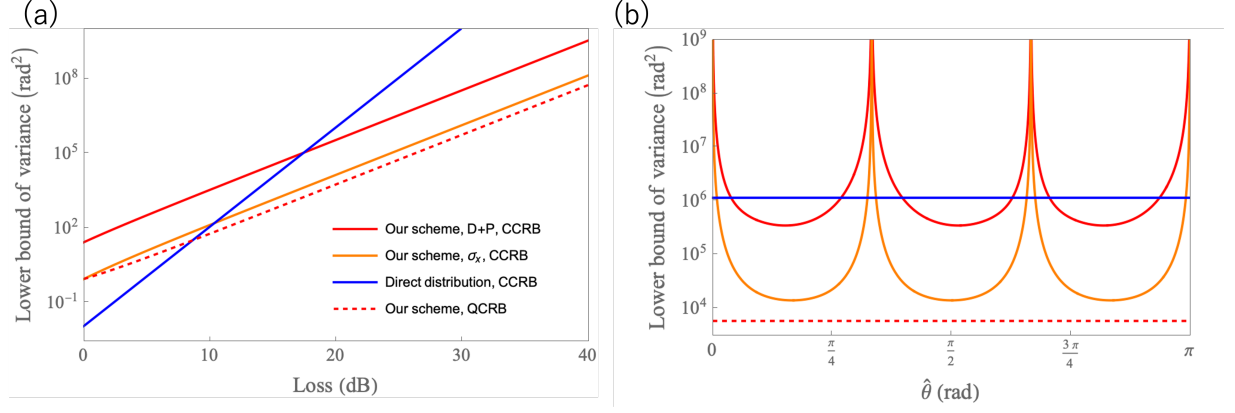 (a)
Lower bound of variance (rad²)
10⁸
10⁵
10²
10⁻¹
0
10
20
30
40
Loss (dB)
Our scheme, D+P, CCRB
Our scheme, σₓ, CCRB
Direct distribution, CCRB
Our scheme, QCRB
(b)
Lower bound of variance (rad²)
10⁹
10⁸
10⁷
10⁶
10⁵
10⁴
0
π/4
π/2
3π/4
π
θ̂ (rad)